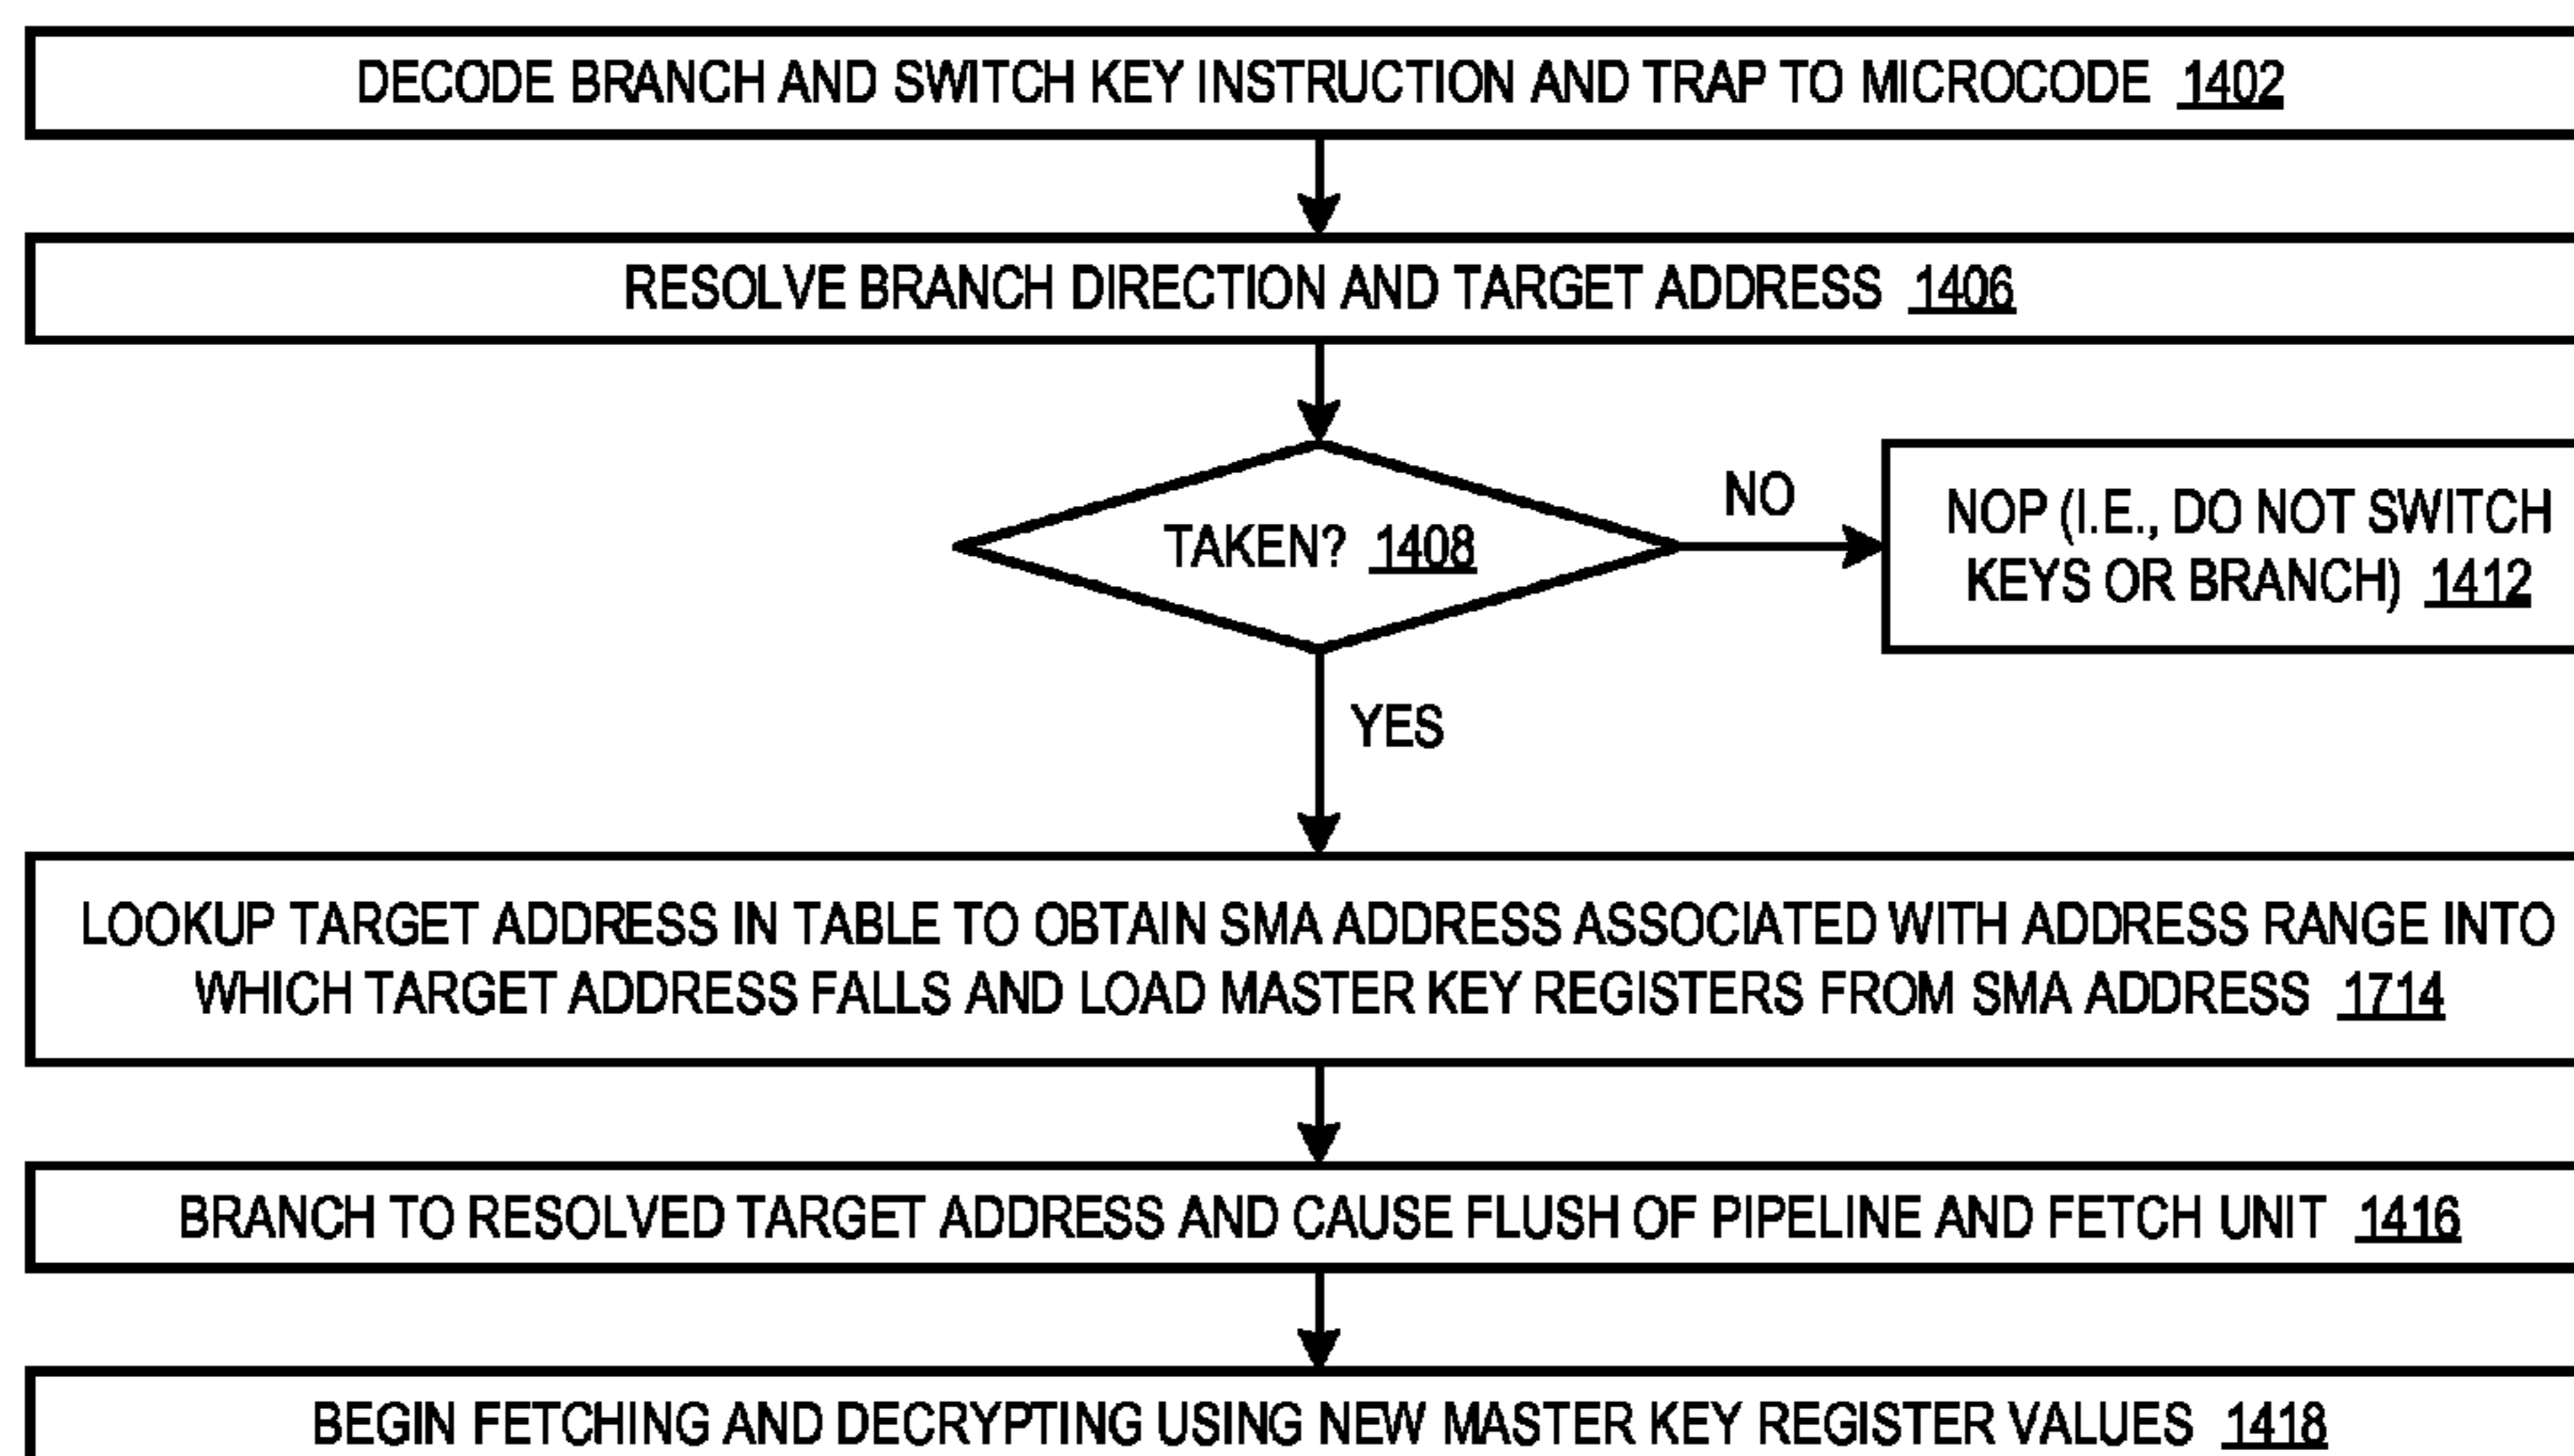 DECODE BRANCH AND SWITCH KEY INSTRUCTION AND TRAP TO MICROCODE 1402
RESOLVE BRANCH DIRECTION AND TARGET ADDRESS 1406
TAKEN? 1408
NO
NOP (I.E., DO NOT SWITCH
KEYS OR BRANCH) 1412
YES
LOOKUP TARGET ADDRESS IN TABLE TO OBTAIN SMA ADDRESS ASSOCIATED WITH ADDRESS RANGE INTO
WHICH TARGET ADDRESS FALLS AND LOAD MASTER KEY REGISTERS FROM SMA ADDRESS 1714
BRANCH TO RESOLVED TARGET ADDRESS AND CAUSE FLUSH OF PIPELINE AND FETCH UNIT 1416
BEGIN FETCHING AND DECRYPTING USING NEW MASTER KEY REGISTER VALUES 1418